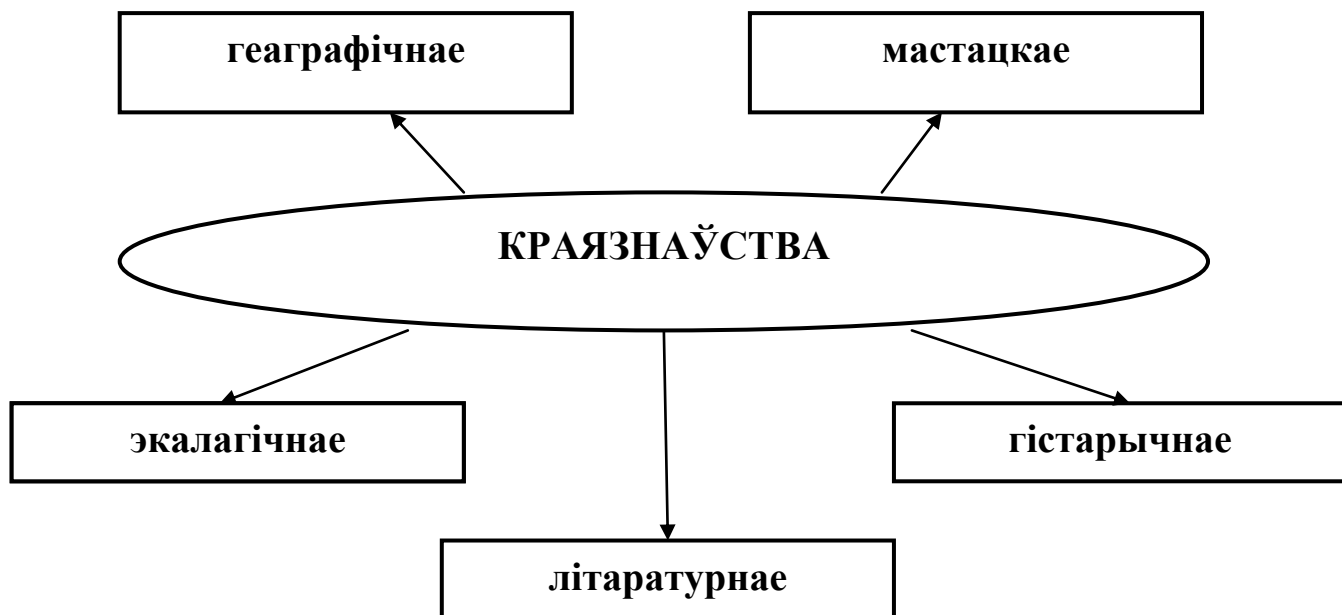 геаграфічнае
мастацкае
КРАЯЗНАЎСТВА
экалагічнае
гістарычнае
літаратурнае